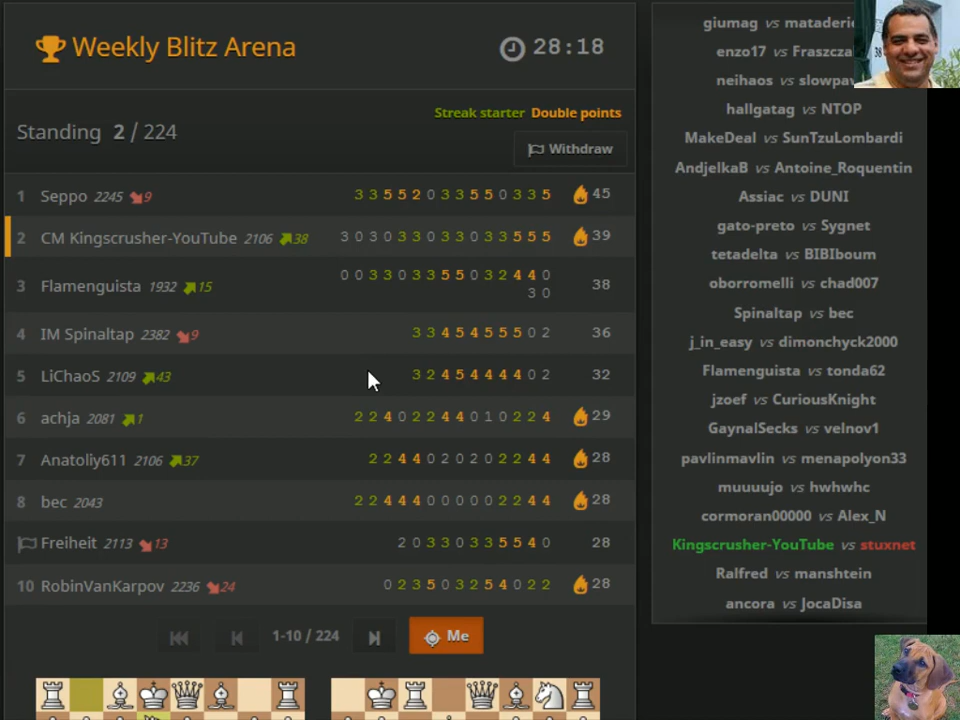 Weekly Blitz Arena
28:18
Standing 2 / 224
Streak starter Double points
Withdraw
1 Seppo 2245 9 3 3 5 5 2 0 3 3 5 5 0 3 3 5 45
2 CM Kingscrusher-YouTube 2106 38 3 0 3 0 3 3 0 3 3 0 3 3 5 5 5 39
3 Flamenguista 1932 15 0 0 3 3 0 3 3 5 5 0 3 2 4 4 0 38
3 0
4 IM Spinaltap 2382 9 3 3 4 5 4 5 5 5 0 2 36
5 LiChaoS 2109 43 3 2 4 5 4 4 4 4 0 2 32
6 achja 2081 1 2 2 4 0 2 2 4 4 0 1 0 2 2 4 29
7 Anatoliy611 2106 37 2 2 4 4 0 2 0 2 0 2 2 4 4 28
8 bec 2043 2 2 4 4 4 0 0 0 0 0 2 2 4 4 28
Freiheit 2113 13 2 0 3 3 0 3 3 5 5 4 0 28
10 RobinVanKarpov 2236 24 0 2 3 5 0 3 2 5 4 0 2 2 28
1-10 / 224
Me
giumag vs
enzo17 vs
neihaos vs
hallgatag vs NTOP
MakeDeal vs SunTzuLombardi
AndjelkaB vs Antoine_Roquentin
Assiac vs DUNI
gato-preto vs Sygnet
tetadelta vs BIBIboum
oborromelli vs chad007
Spinaltap vs bec
j_in_easy vs dimonchyck2000
Flamenguista vs tonda62
jzoef vs CuriousKnight
GaynalSecks vs velnov1
pavlinmavlin vs menapolyon33
muuuujo vs hwhwhc
cormoran00000 vs Alex_N
Kingscrusher-YouTube vs stuxnet
Ralfred vs manshtein
ancora vs JocaDisa